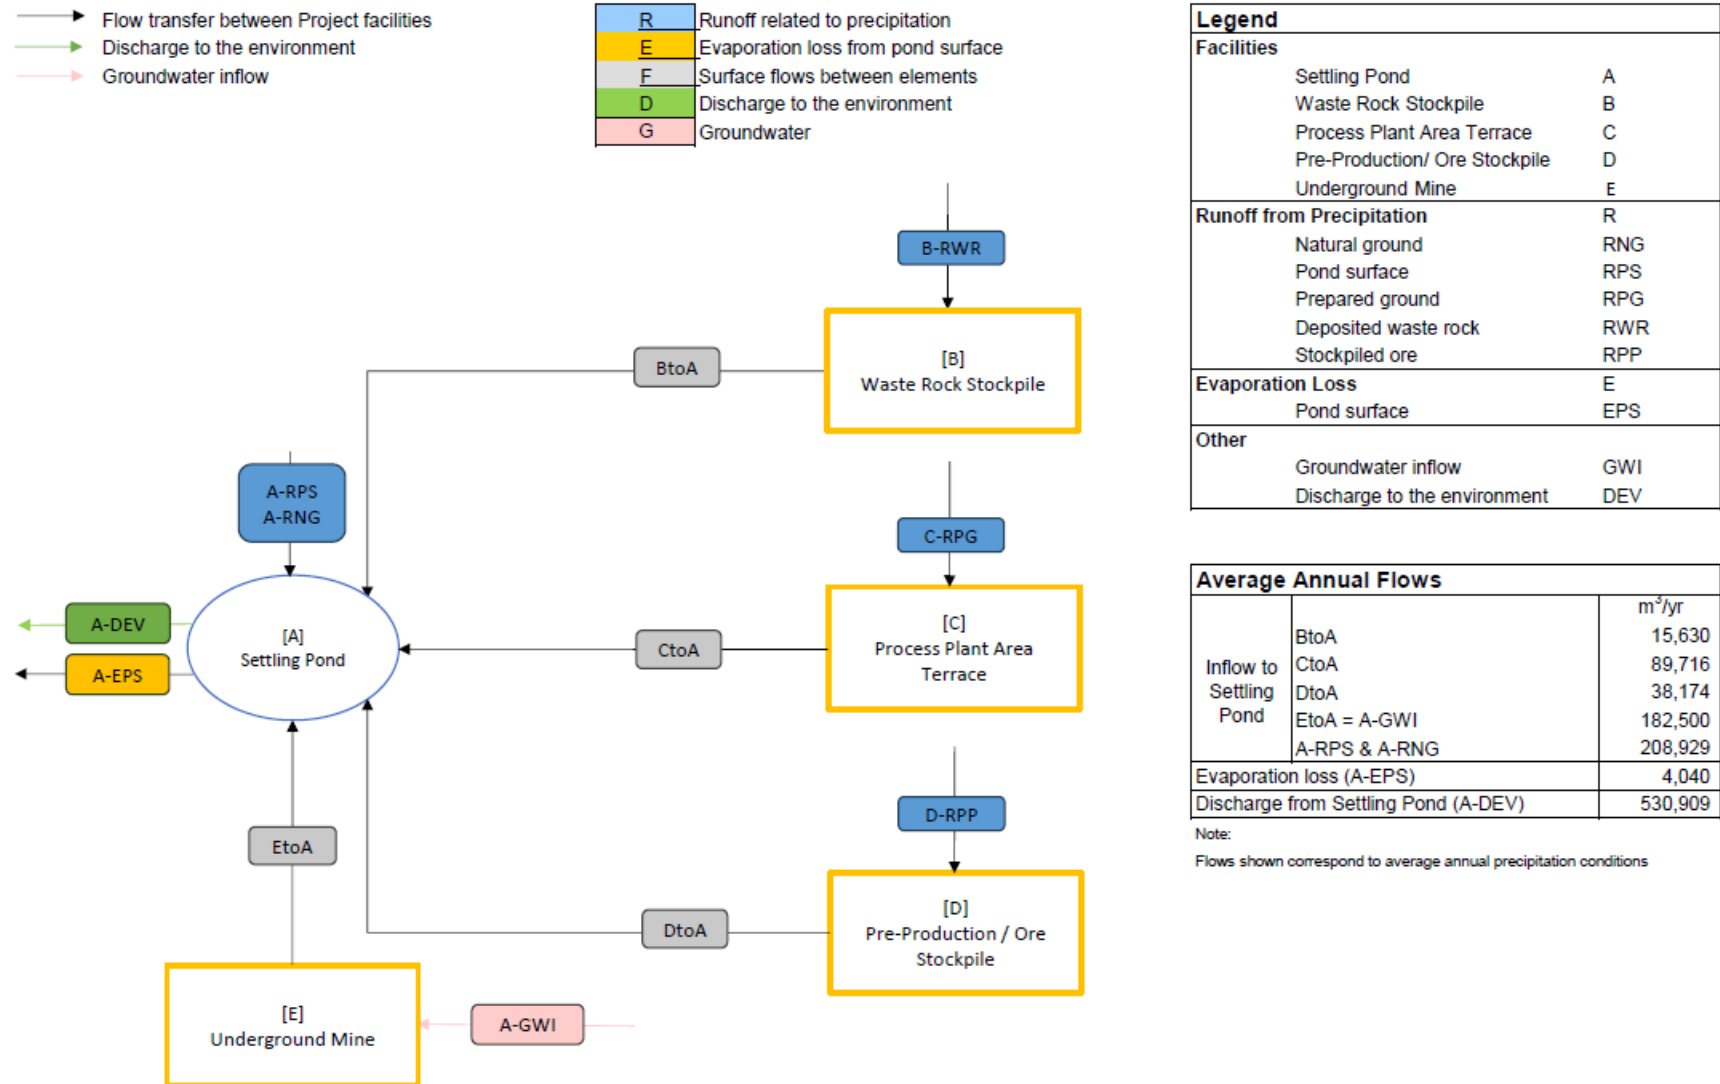 Flow transfer between Project facilities
Discharge to the environment
Groundwater inflow
R Runoff related to precipitation
E Evaporation loss from pond surface
F Surface flows between elements
D Discharge to the environment
G Groundwater
Legend
Facilities
Settling Pond A
Waste Rock Stockpile B
Process Plant Area Terrace C
Pre-Production/ Ore Stockpile D
Underground Mine E
Runoff from Precipitation R
Natural ground RNG
Pond surface RPS
Prepared ground RPG
Deposited waste rock RWR
Stockpiled ore RPP
Evaporation Loss E
Pond surface EPS
Other
Groundwater inflow GWI
Discharge to the environment DEV
B-RWR
[B]
Waste Rock Stockpile
BtoA
A-RPS
A-RNG
C-RPG
[C]
Process Plant Area
Terrace
CtoA
A-DEV
A-EPS
[A]
Settling Pond
D-RPP
[D]
Pre-Production / Ore
Stockpile
DtoA
EtoA
[E]
Underground Mine
A-GWI
Average Annual Flows
m³/yr
Inflow to
Settling
Pond
BtoA 15,630
CtoA 89,716
DtoA 38,174
EtoA = A-GWI 182,500
A-RPS & A-RNG 208,929
Evaporation loss (A-EPS) 4,040
Discharge from Settling Pond (A-DEV) 530,909
Note:
Flows shown correspond to average annual precipitation conditions